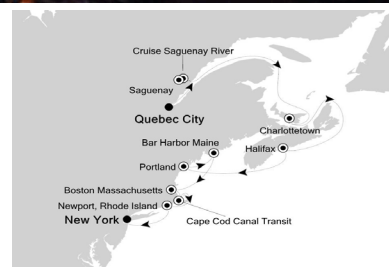 Cruise Saguenay River
Saguenay
Quebec City
Charlottetown
Bar Harbor Maine
Halifax
Portland
Boston Massachusetts
Newport, Rhode Island
New York
Cape Cod Canal Transit